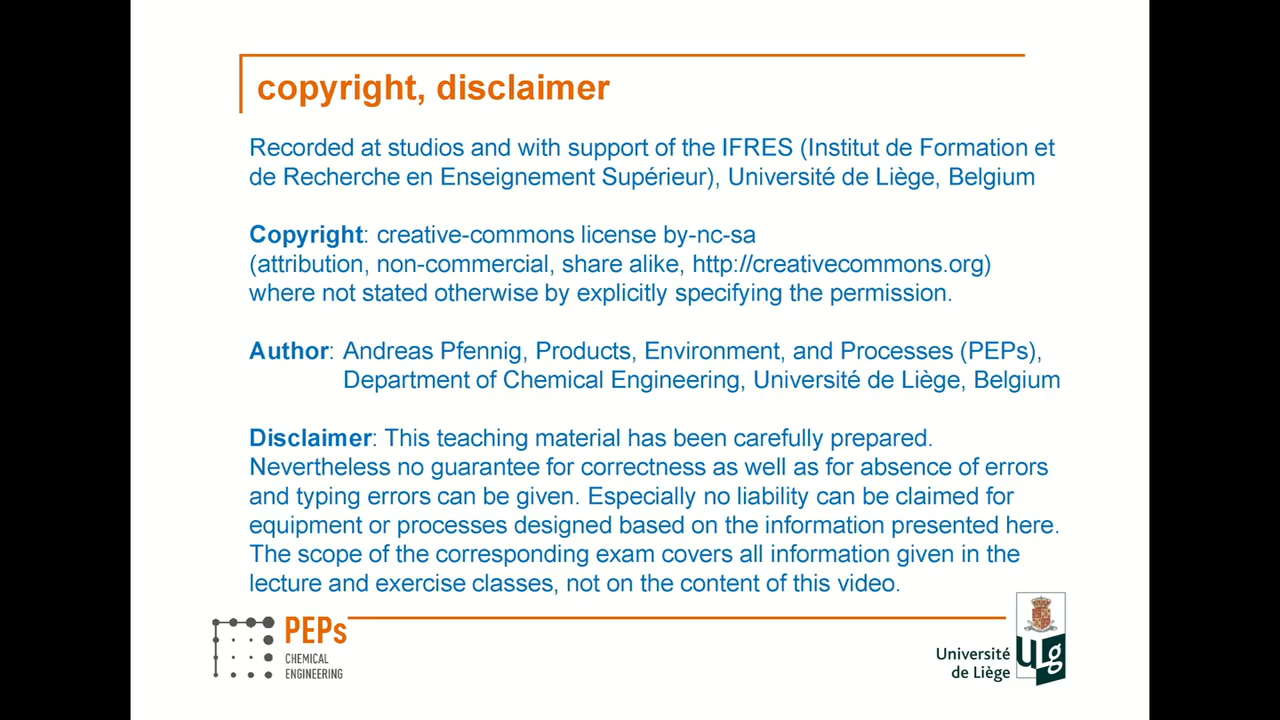 copyright, disclaimer
Recorded at studios and with support of the IFRES (Institut de Formation et
de Recherche en Enseignement Supérieur), Université de Liège, Belgium
Copyright: creative-commons license by-nc-sa
(attribution, non-commercial, share alike, http://creativecommons.org)
where not stated otherwise by explicitly specifying the permission.
Author: Andreas Pfennig, Products, Environment, and Processes (PEPs),
Department of Chemical Engineering, Université de Liège, Belgium
Disclaimer: This teaching material has been carefully prepared.
Nevertheless no guarantee for correctness as well as for absence of errors
and typing errors can be given. Especially no liability can be claimed for
equipment or processes designed based on the information presented here.
The scope of the corresponding exam covers all information given in the
lecture and exercise classes, not on the content of this video.
PEPs
CHEMICAL
ENGINEERING
Université
de Liège
ULg